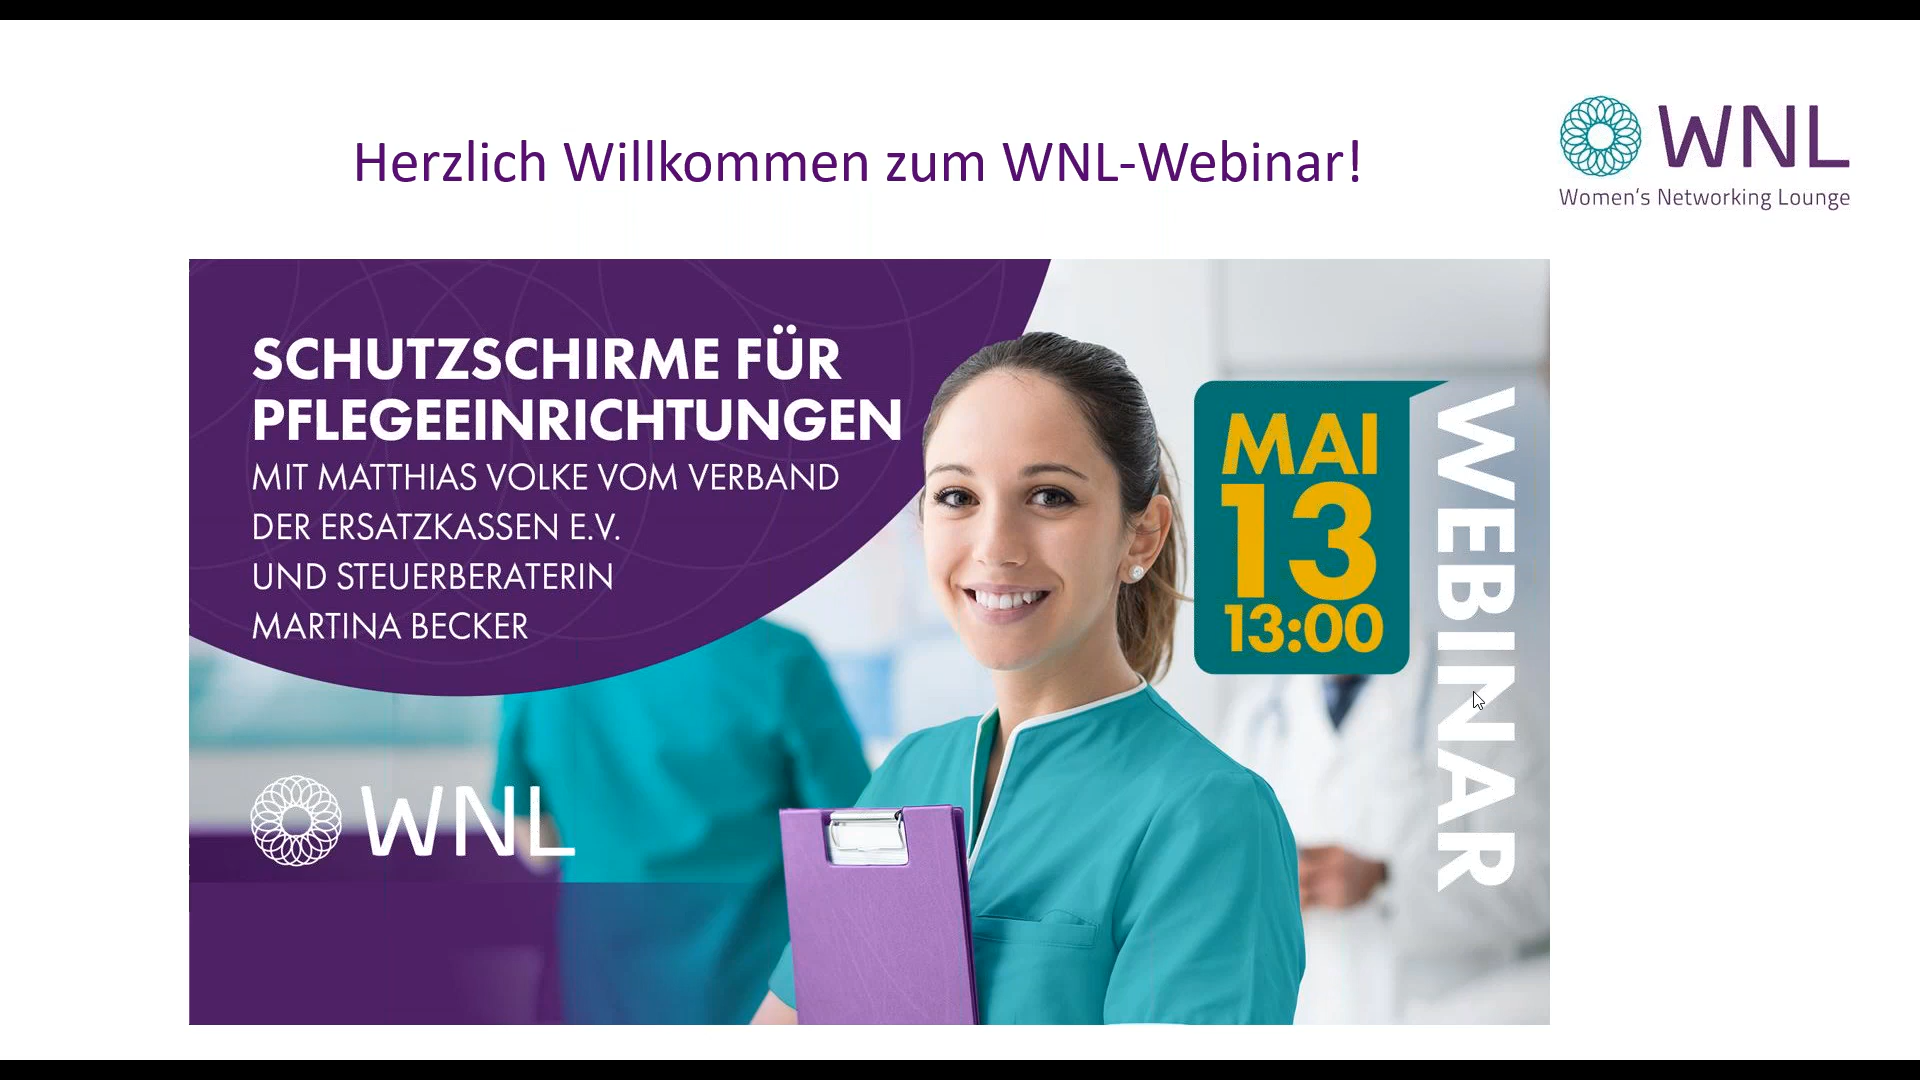 Herzlich Willkommen zum WNL-Webinar!
WNL
Women's Networking Lounge
SCHUTZSCHIRME FÜR
PFLEGEEINRICHTUNGEN
MIT MATTHIAS VOLKE VOM VERBAND
DER ERSATZKASSEN E.V.
UND STEUERBERATERIN
MARTINA BECKER
MAI
13
13:00
WEBINAR
WNL